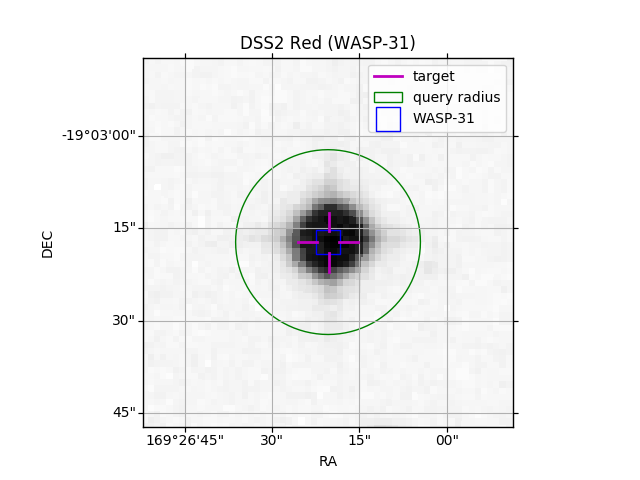 DSS2 Red (WASP-31)
target
query radius
WASP-31
-19°03'00"
15"
30"
45"
DEC
169°26'45" 30" 15" 00"
RA